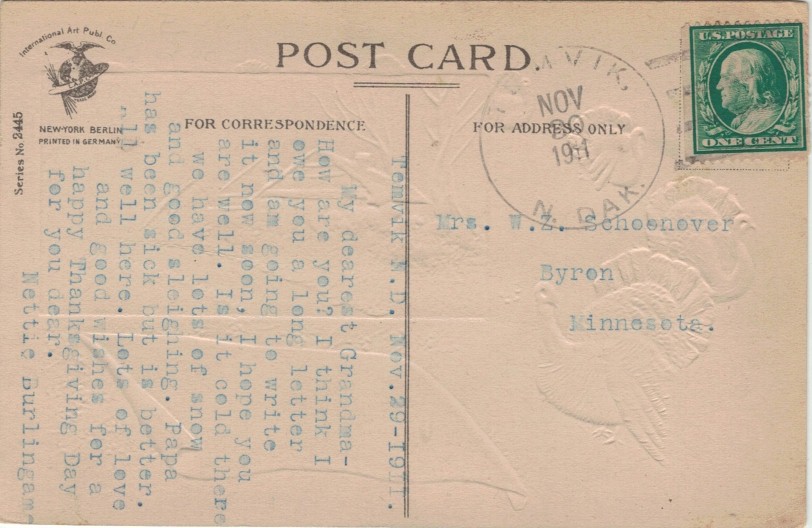 International Art Publ. Co.
NEW-YORK BERLIN
PRINTED IN GERMANY
Series No. 2445
POST CARD.
FOR CORRESPONDENCE
FOR ADDRESS ONLY
TEMVIK,
NOV
1911
N. DAK.
U.S. POSTAGE
ONE CENT
Mrs. W.Z. Schoenover
Byron
Minnesota.
Temvik N.D. Nov.29-1911.
My dearest Grandma-
How are you? I think I
owe you a long letter
and am going to write
it now soon, I hope you
are well. Is it cold there
we have lots of snow
and good sleighing. Papa
has been sick but is better.
All well here. Lots of love
and good wishes for a
happy Thanksgiving Day
for you dear.
Nettie Burlingam